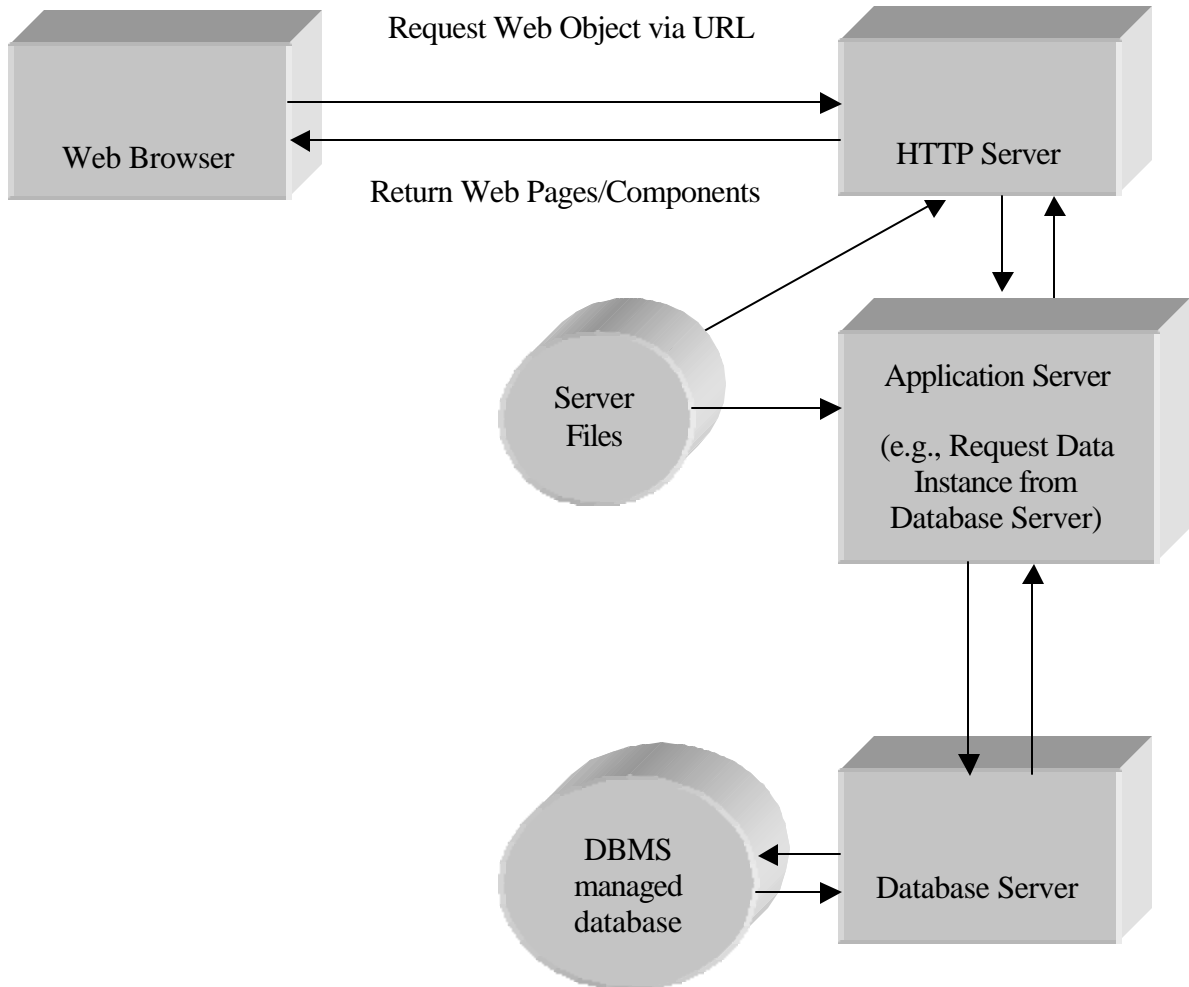 Request Web Object via URL
Web Browser
HTTP Server
Return Web Pages/Components
Server
Files
Application Server
(e.g., Request Data
Instance from
Database Server)
DBMS
managed
database
Database Server